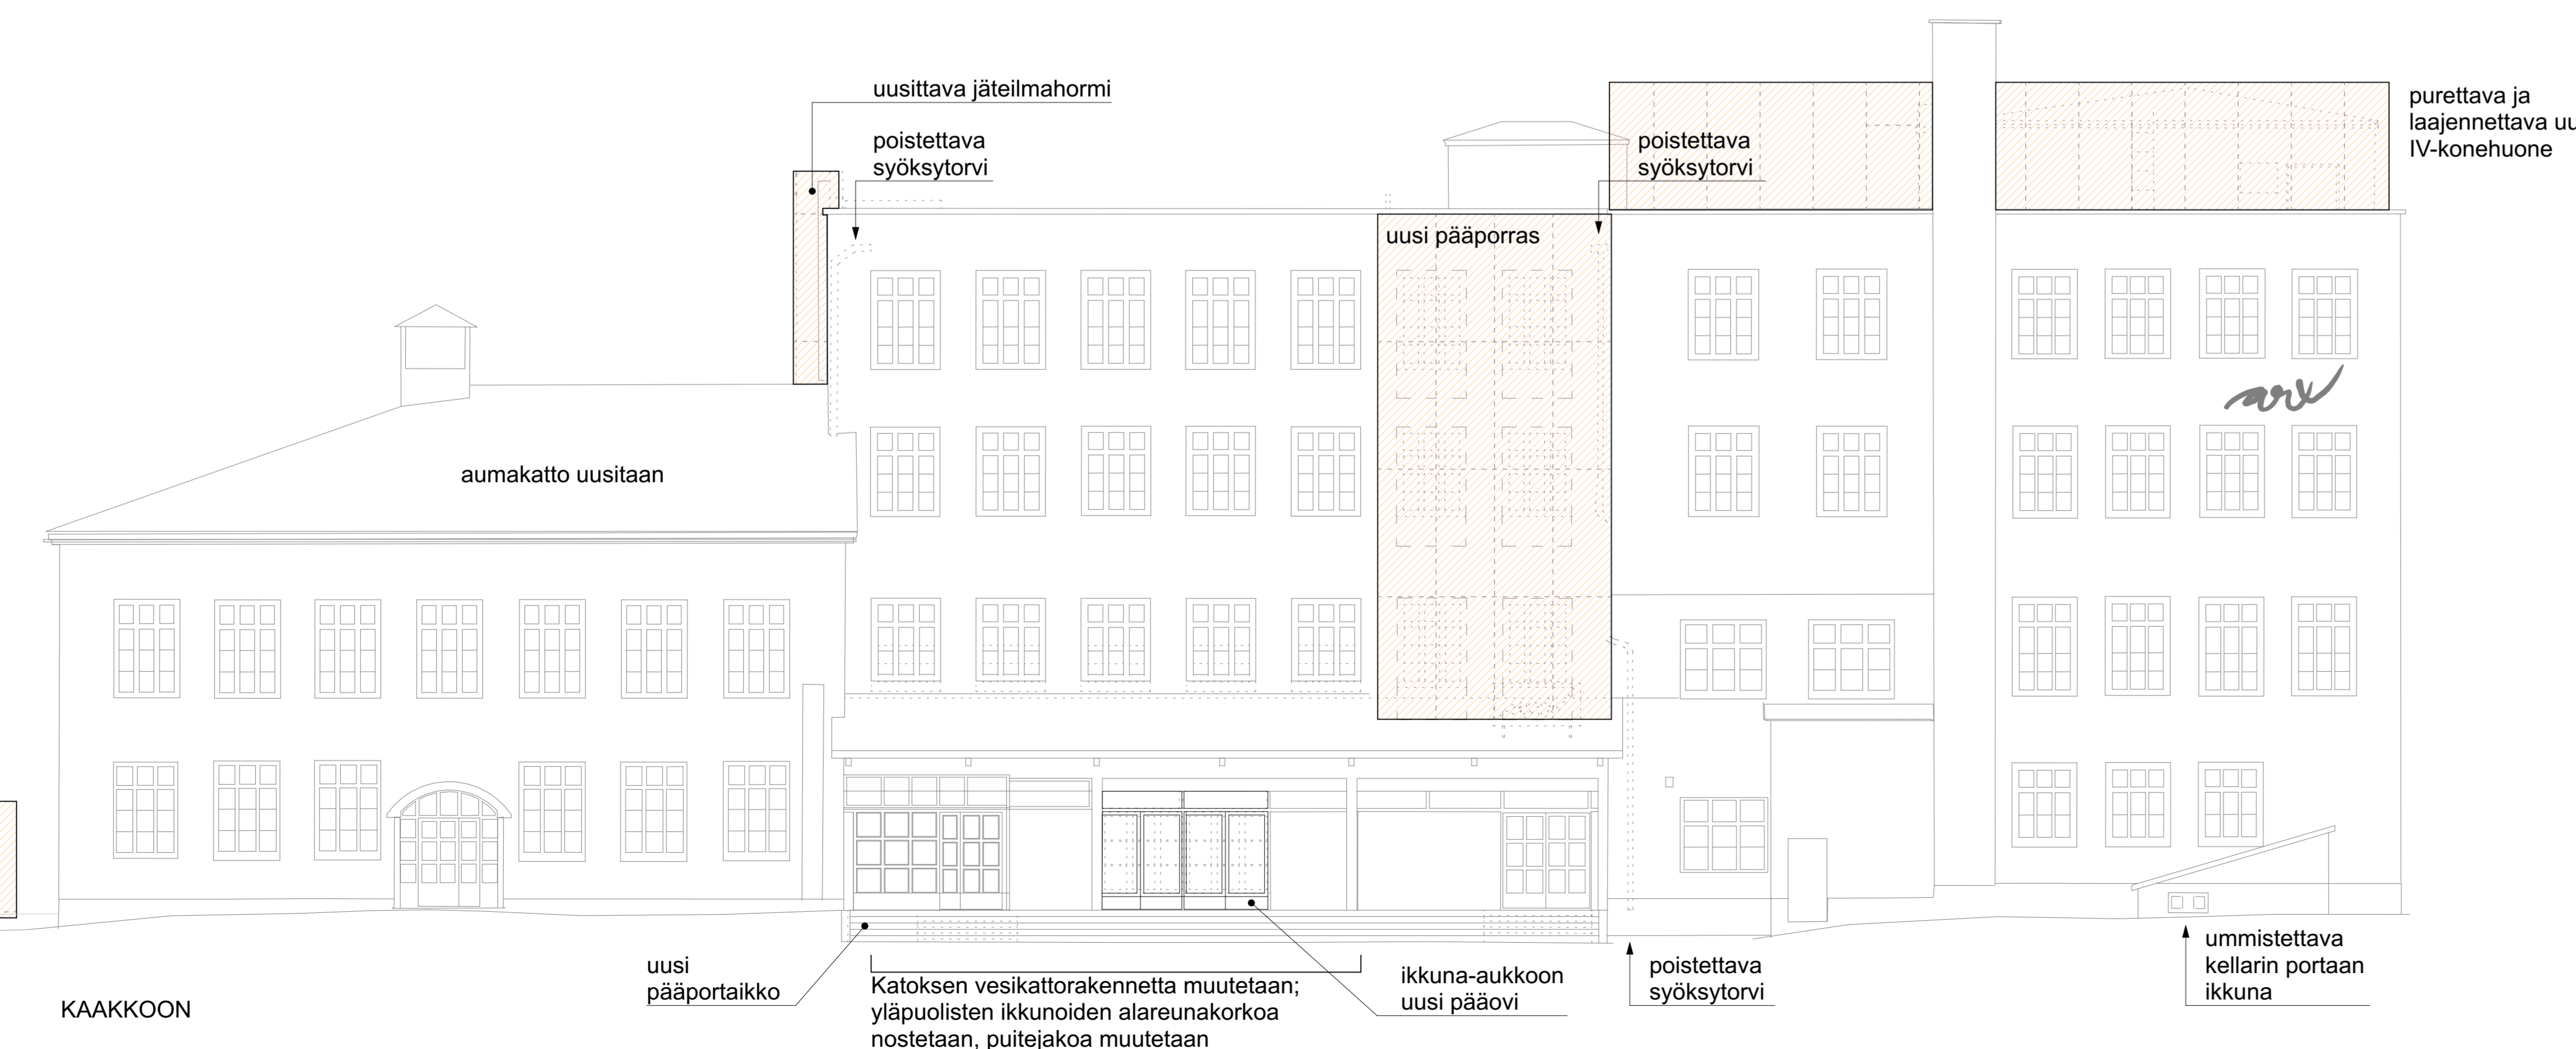 uusittava jäteilmahormi
poistettava
syöksytorvi
poistettava
syöksytorvi
purettava ja
laajennettava uu
IV-konehuone
uusi pääporras
arx
aumakatto uusitaan
uusi
pääportaikko
Katoksen vesikattorakennetta muutetaan;
yläpuolisten ikkunoiden alareunakorkoa
nostetaan, puitejakoa muutetaan
ikkuna-aukkoon
uusi pääovi
poistettava
syöksytorvi
ummistettava
kellarin portaan
ikkuna
KAAKKOON